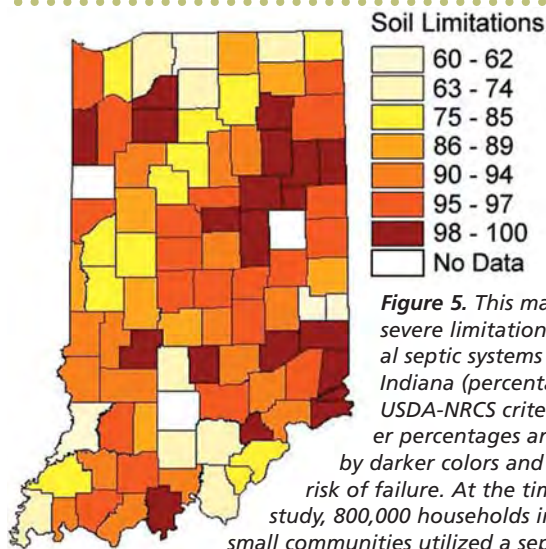 Soil Limitations
60 - 62
63 - 74
75 - 85
86 - 89
90 - 94
95 - 97
98 - 100
No Data
Figure 5. This ma
severe limitation
al septic systems
Indiana (percenta
USDA-NRCS crite
er percentages ar
by darker colors and
risk of failure. At the tim
study, 800,000 households in
small communities utilized a sep